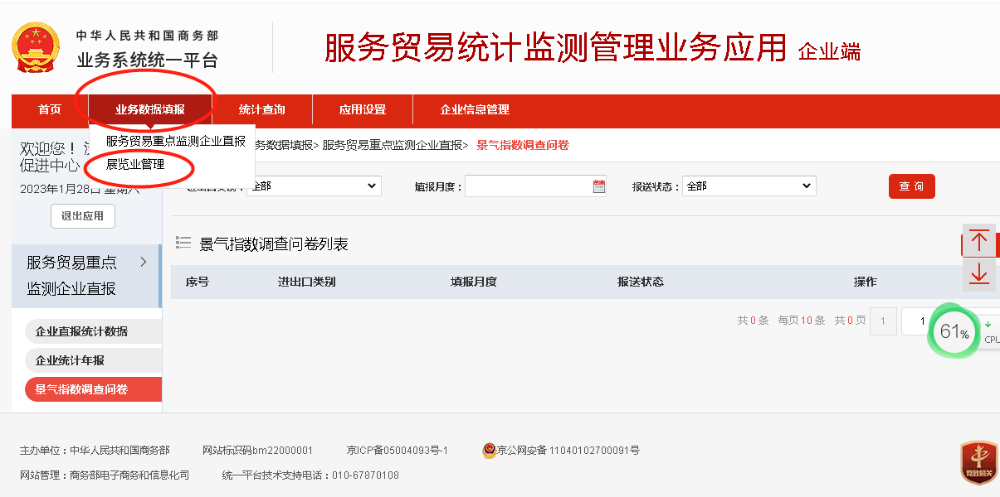 中华人民共和国商务部
业务系统统一平台
服务贸易统计监测管理业务应用 企业端
首页 业务数据填报 统计查询 应用设置 企业信息管理
服务贸易重点监测企业直报
展览业管理
务数据填报> 服务贸易重点监测企业直报> 景气指数调查问卷
欢迎您！
促进中心
2023年1月28日 星期六
退出应用
全部 填报月度： 报送状态： 全部 查询
服务贸易重点
监测企业直报
企业直报统计数据
企业统计年报
景气指数调查问卷
景气指数调查问卷列表
序号 进出口类别 填报月度 报送状态 操作
共0条 每页10条 共0页 1 1
61%
CPU
主办单位：中华人民共和国商务部 网站标识码bm22000001 京ICP备05004093号-1 京公网安备 11040102700091号
网站管理：商务部电子商务和信息化司 统一平台技术支持电话：010-67870108
党政机关